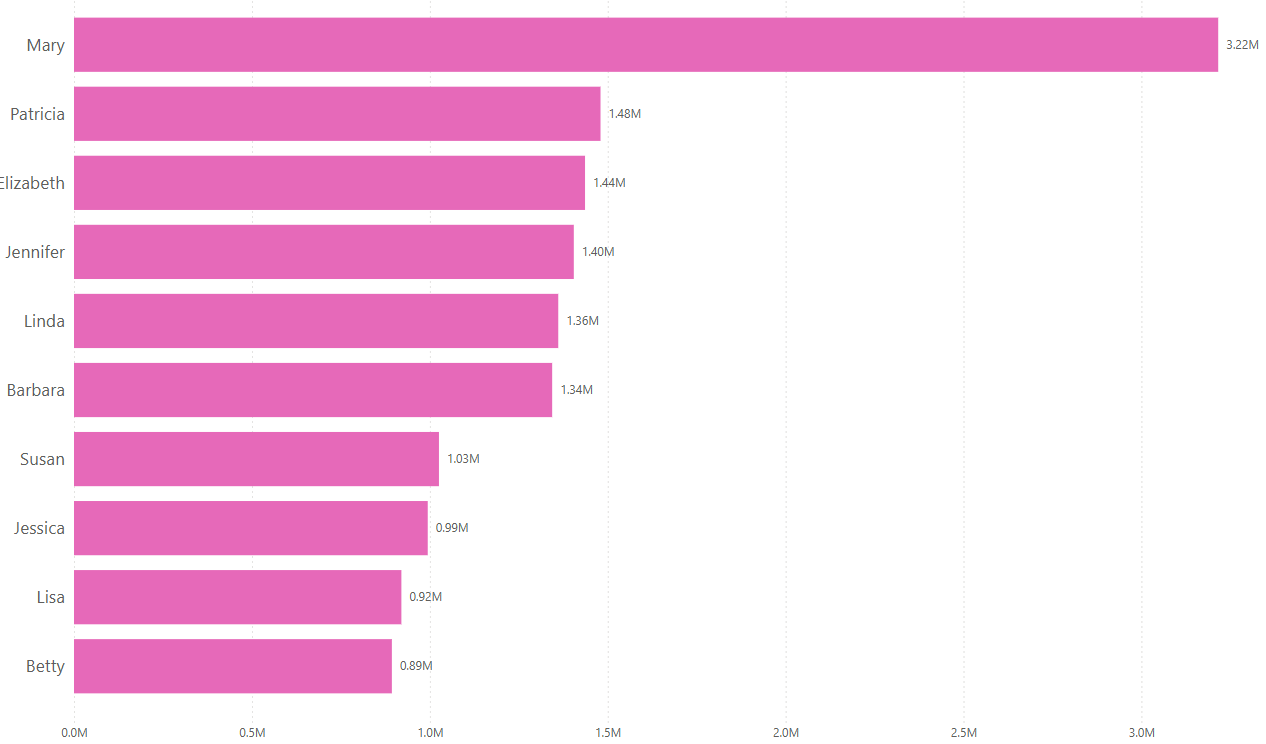 Mary 3.22M
Patricia 1.48M
Elizabeth 1.44M
Jennifer 1.40M
Linda 1.36M
Barbara 1.34M
Susan 1.03M
Jessica 0.99M
Lisa 0.92M
Betty 0.89M
0.0M 0.5M 1.0M 1.5M 2.0M 2.5M 3.0M